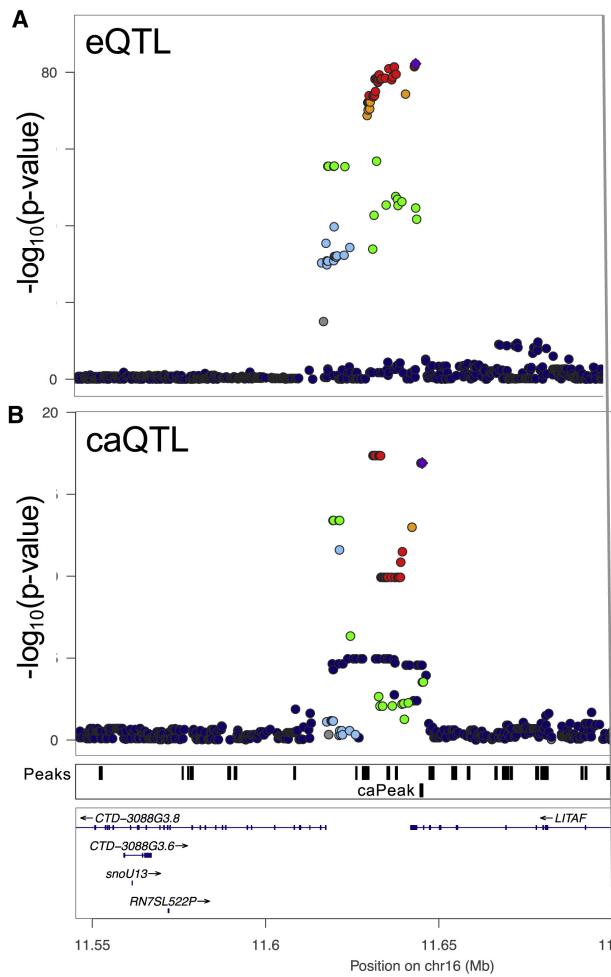 A
eQTL
80
-log10(p-value)
0
B
20
caQTL
-log10(p-value)
0
Peaks
caPeak
←CTD-3088G3.8
←LITAF
CTD-3088G3.6→
snoU13→
RN7SL522P→
11.55 11.6 11.65 11
Position on chr16 (Mb)